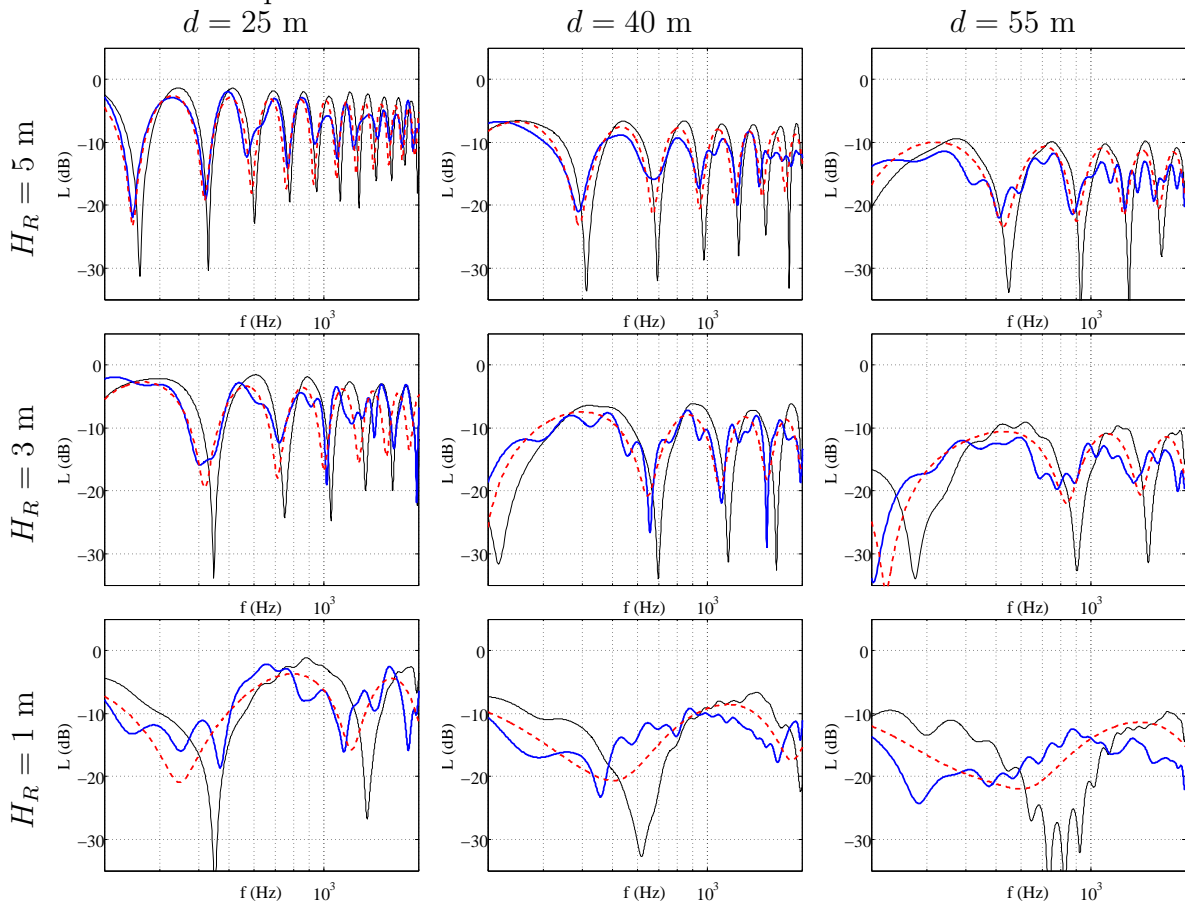 d = 25 m
d = 40 m
d = 55 m
H_R = 5 m
L (dB)
0
−10
−20
−30
f (Hz)
10^3
L (dB)
0
−10
−20
−30
f (Hz)
10^3
L (dB)
0
−10
−20
−30
f (Hz)
10^3
H_R = 3 m
L (dB)
0
−10
−20
−30
f (Hz)
10^3
L (dB)
0
−10
−20
−30
f (Hz)
10^3
L (dB)
0
−10
−20
−30
f (Hz)
10^3
H_R = 1 m
L (dB)
0
−10
−20
−30
f (Hz)
10^3
L (dB)
0
−10
−20
−30
f (Hz)
10^3
L (dB)
0
−10
−20
−30
f (Hz)
10^3